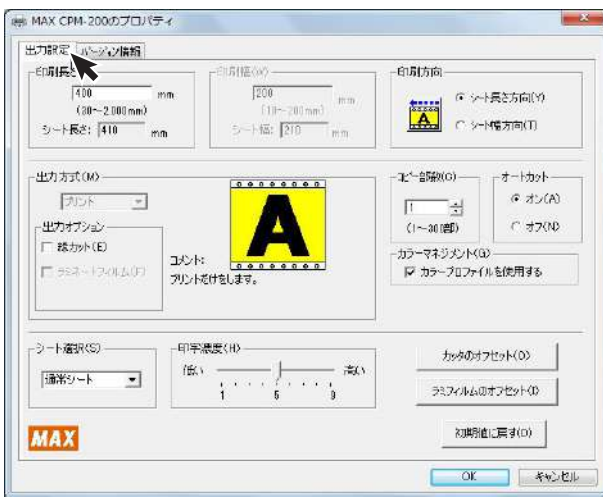 MAX CPM-200のプロパティ
出力設定 バージョン情報
印刷長さ
400 mm
(30～2,000mm)
シート長さ: 410 mm
印刷幅(W)
200 mm
(10～200mm)
シート幅: 210 mm
印刷方向
A
シート長さ方向(Y)
シート幅方向(T)
出力方式(M)
プリント
出力オプション
縁カット(E)
ラミネートフィルム(F)
A
コメント:
プリントだけをします。
コピー部数(C)
1
(1～30部)
オートカット
オン(A)
オフ(N)
カラーマネジメント(G)
カラープロファイルを使用する
シート選択(S)
通常シート
印字濃度(H)
低い 高い
1 5 9
カッタのオフセット(O)
ラミフィルムのオフセット(I)
初期値に戻す(D)
MAX
OK キャンセル